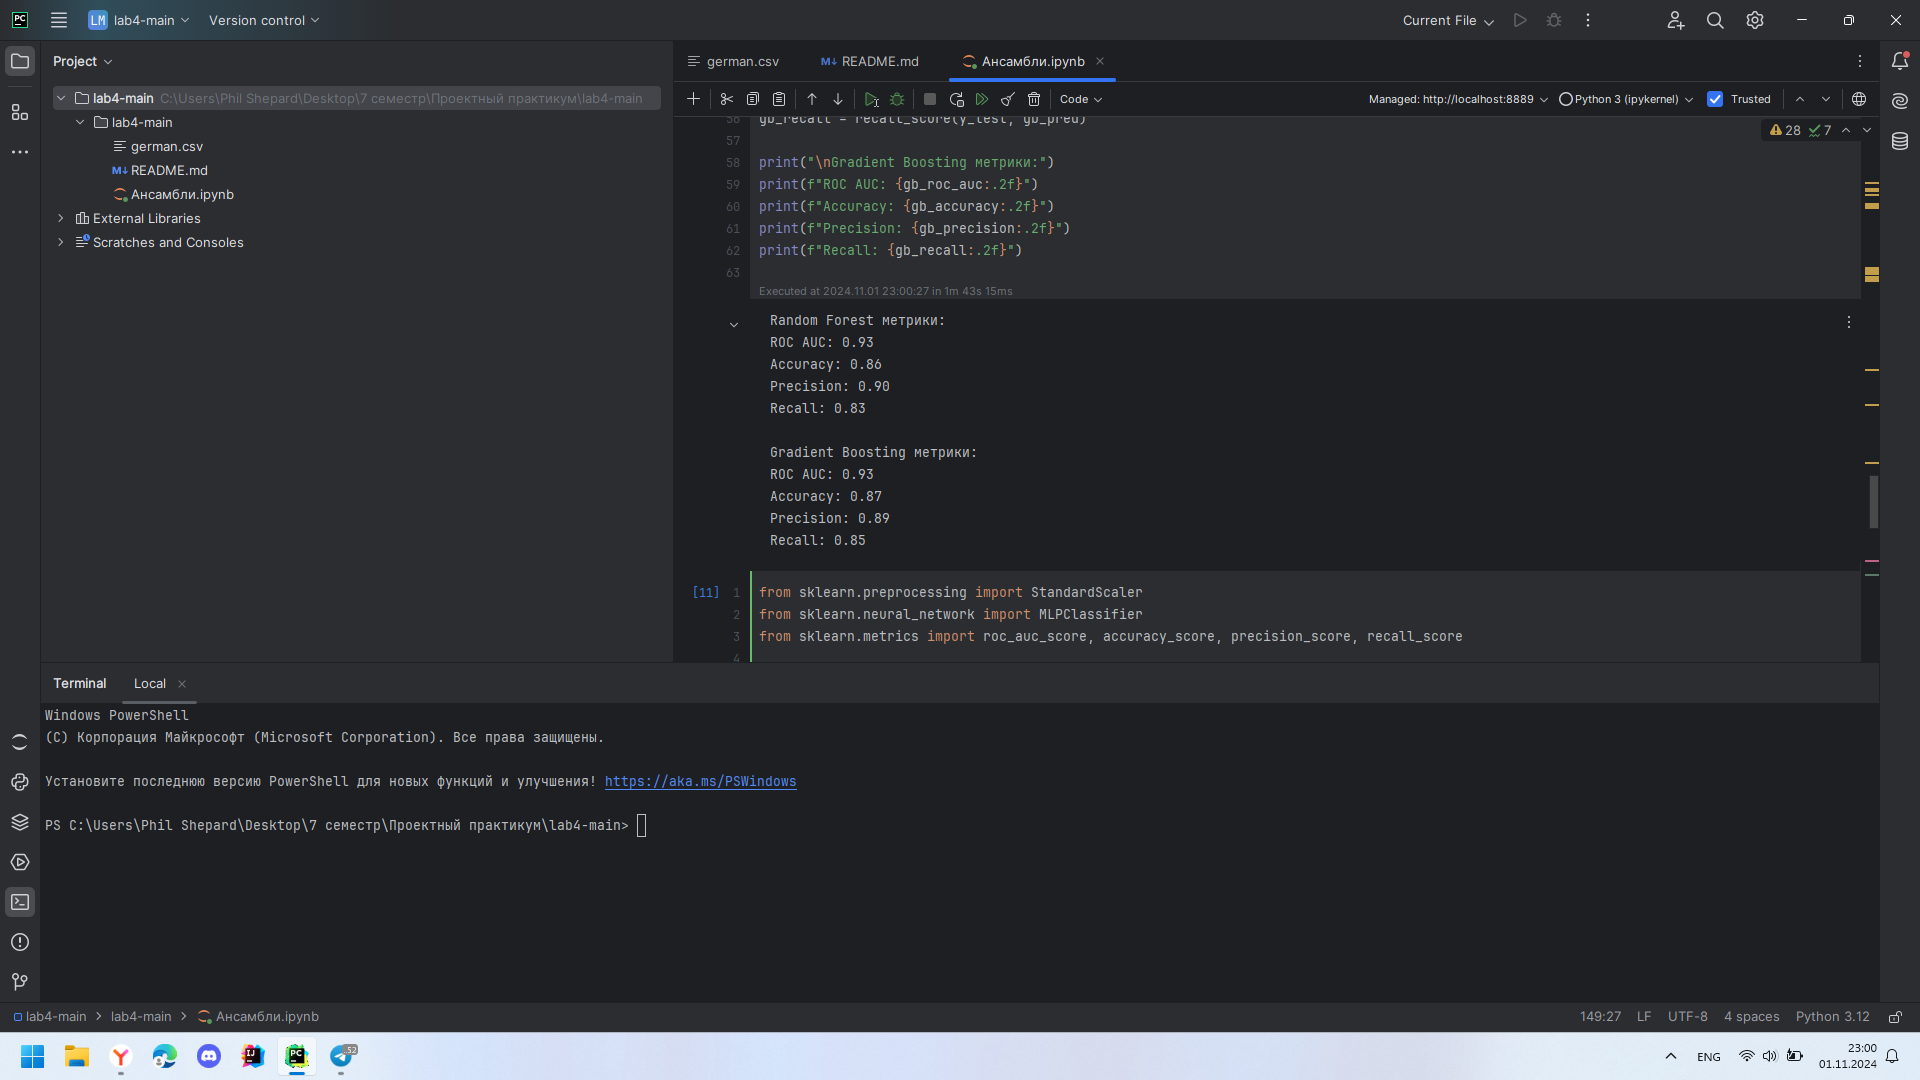 LM lab4-main
Version control
Current File
Project
german.csv
README.md
Ансамбли.ipynb
lab4-main C:\Users\Phil Shepard\Desktop\7 семестр\Проектный практикум\lab4-main
lab4-main
german.csv
README.md
Ансамбли.ipynb
External Libraries
Scratches and Consoles
Code
Managed: http://localhost:8889
Python 3 (ipykernel)
Trusted
28
7
56 gb_recall = recall_score(y_test, gb_pred)
57
58 print("\nGradient Boosting метрики:")
59 print(f"ROC AUC: {gb_roc_auc:.2f}")
60 print(f"Accuracy: {gb_accuracy:.2f}")
61 print(f"Precision: {gb_precision:.2f}")
62 print(f"Recall: {gb_recall:.2f}")
63
Executed at 2024.11.01 23:00:27 in 1m 43s 15ms
Random Forest метрики:
ROC AUC: 0.93
Accuracy: 0.86
Precision: 0.90
Recall: 0.83
Gradient Boosting метрики:
ROC AUC: 0.93
Accuracy: 0.87
Precision: 0.89
Recall: 0.85
[11] 1 from sklearn.preprocessing import StandardScaler
2 from sklearn.neural_network import MLPClassifier
3 from sklearn.metrics import roc_auc_score, accuracy_score, precision_score, recall_score
4
Terminal
Local
Windows PowerShell
(C) Корпорация Майкрософт (Microsoft Corporation). Все права защищены.
Установите последнюю версию PowerShell для новых функций и улучшения! https://aka.ms/PSWindows
PS C:\Users\Phil Shepard\Desktop\7 семестр\Проектный практикум\lab4-main>
lab4-main > lab4-main > Ансамбли.ipynb
149:27 LF UTF-8 4 spaces Python 3.12
ENG
23:00
01.11.2024